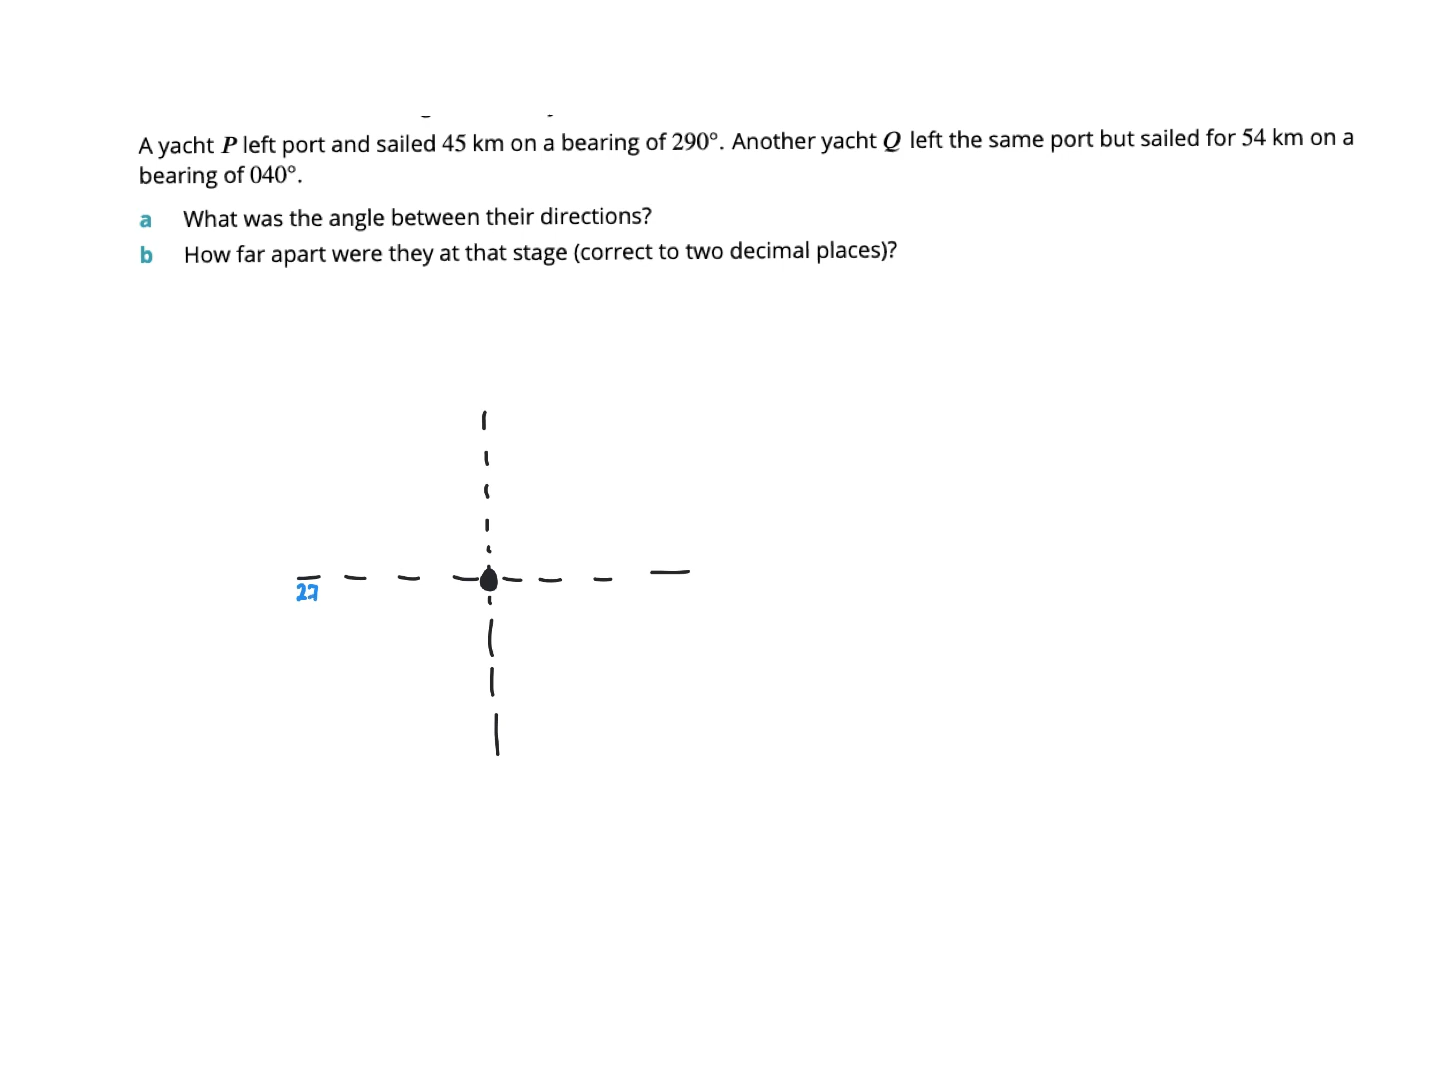 A yacht P left port and sailed 45 km on a bearing of 290°. Another yacht Q left the same port but sailed for 54 km on a
bearing of 040°.
a What was the angle between their directions?
b How far apart were they at that stage (correct to two decimal places)?
27